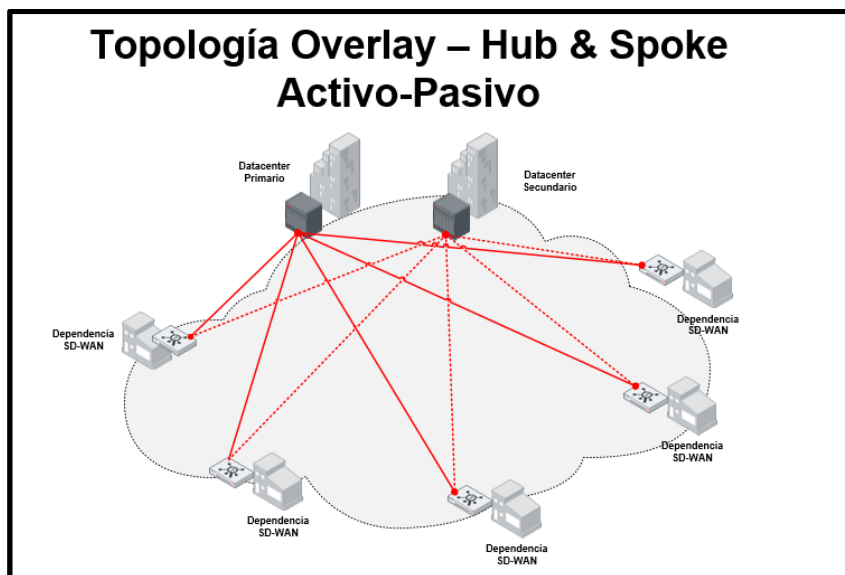 Topología Overlay – Hub & Spoke
Activo-Pasivo
Datacenter
Primario
Datacenter
Secundario
Dependencia
SD-WAN
Dependencia
SD-WAN
Dependencia
SD-WAN
Dependencia
SD-WAN
Dependencia
SD-WAN